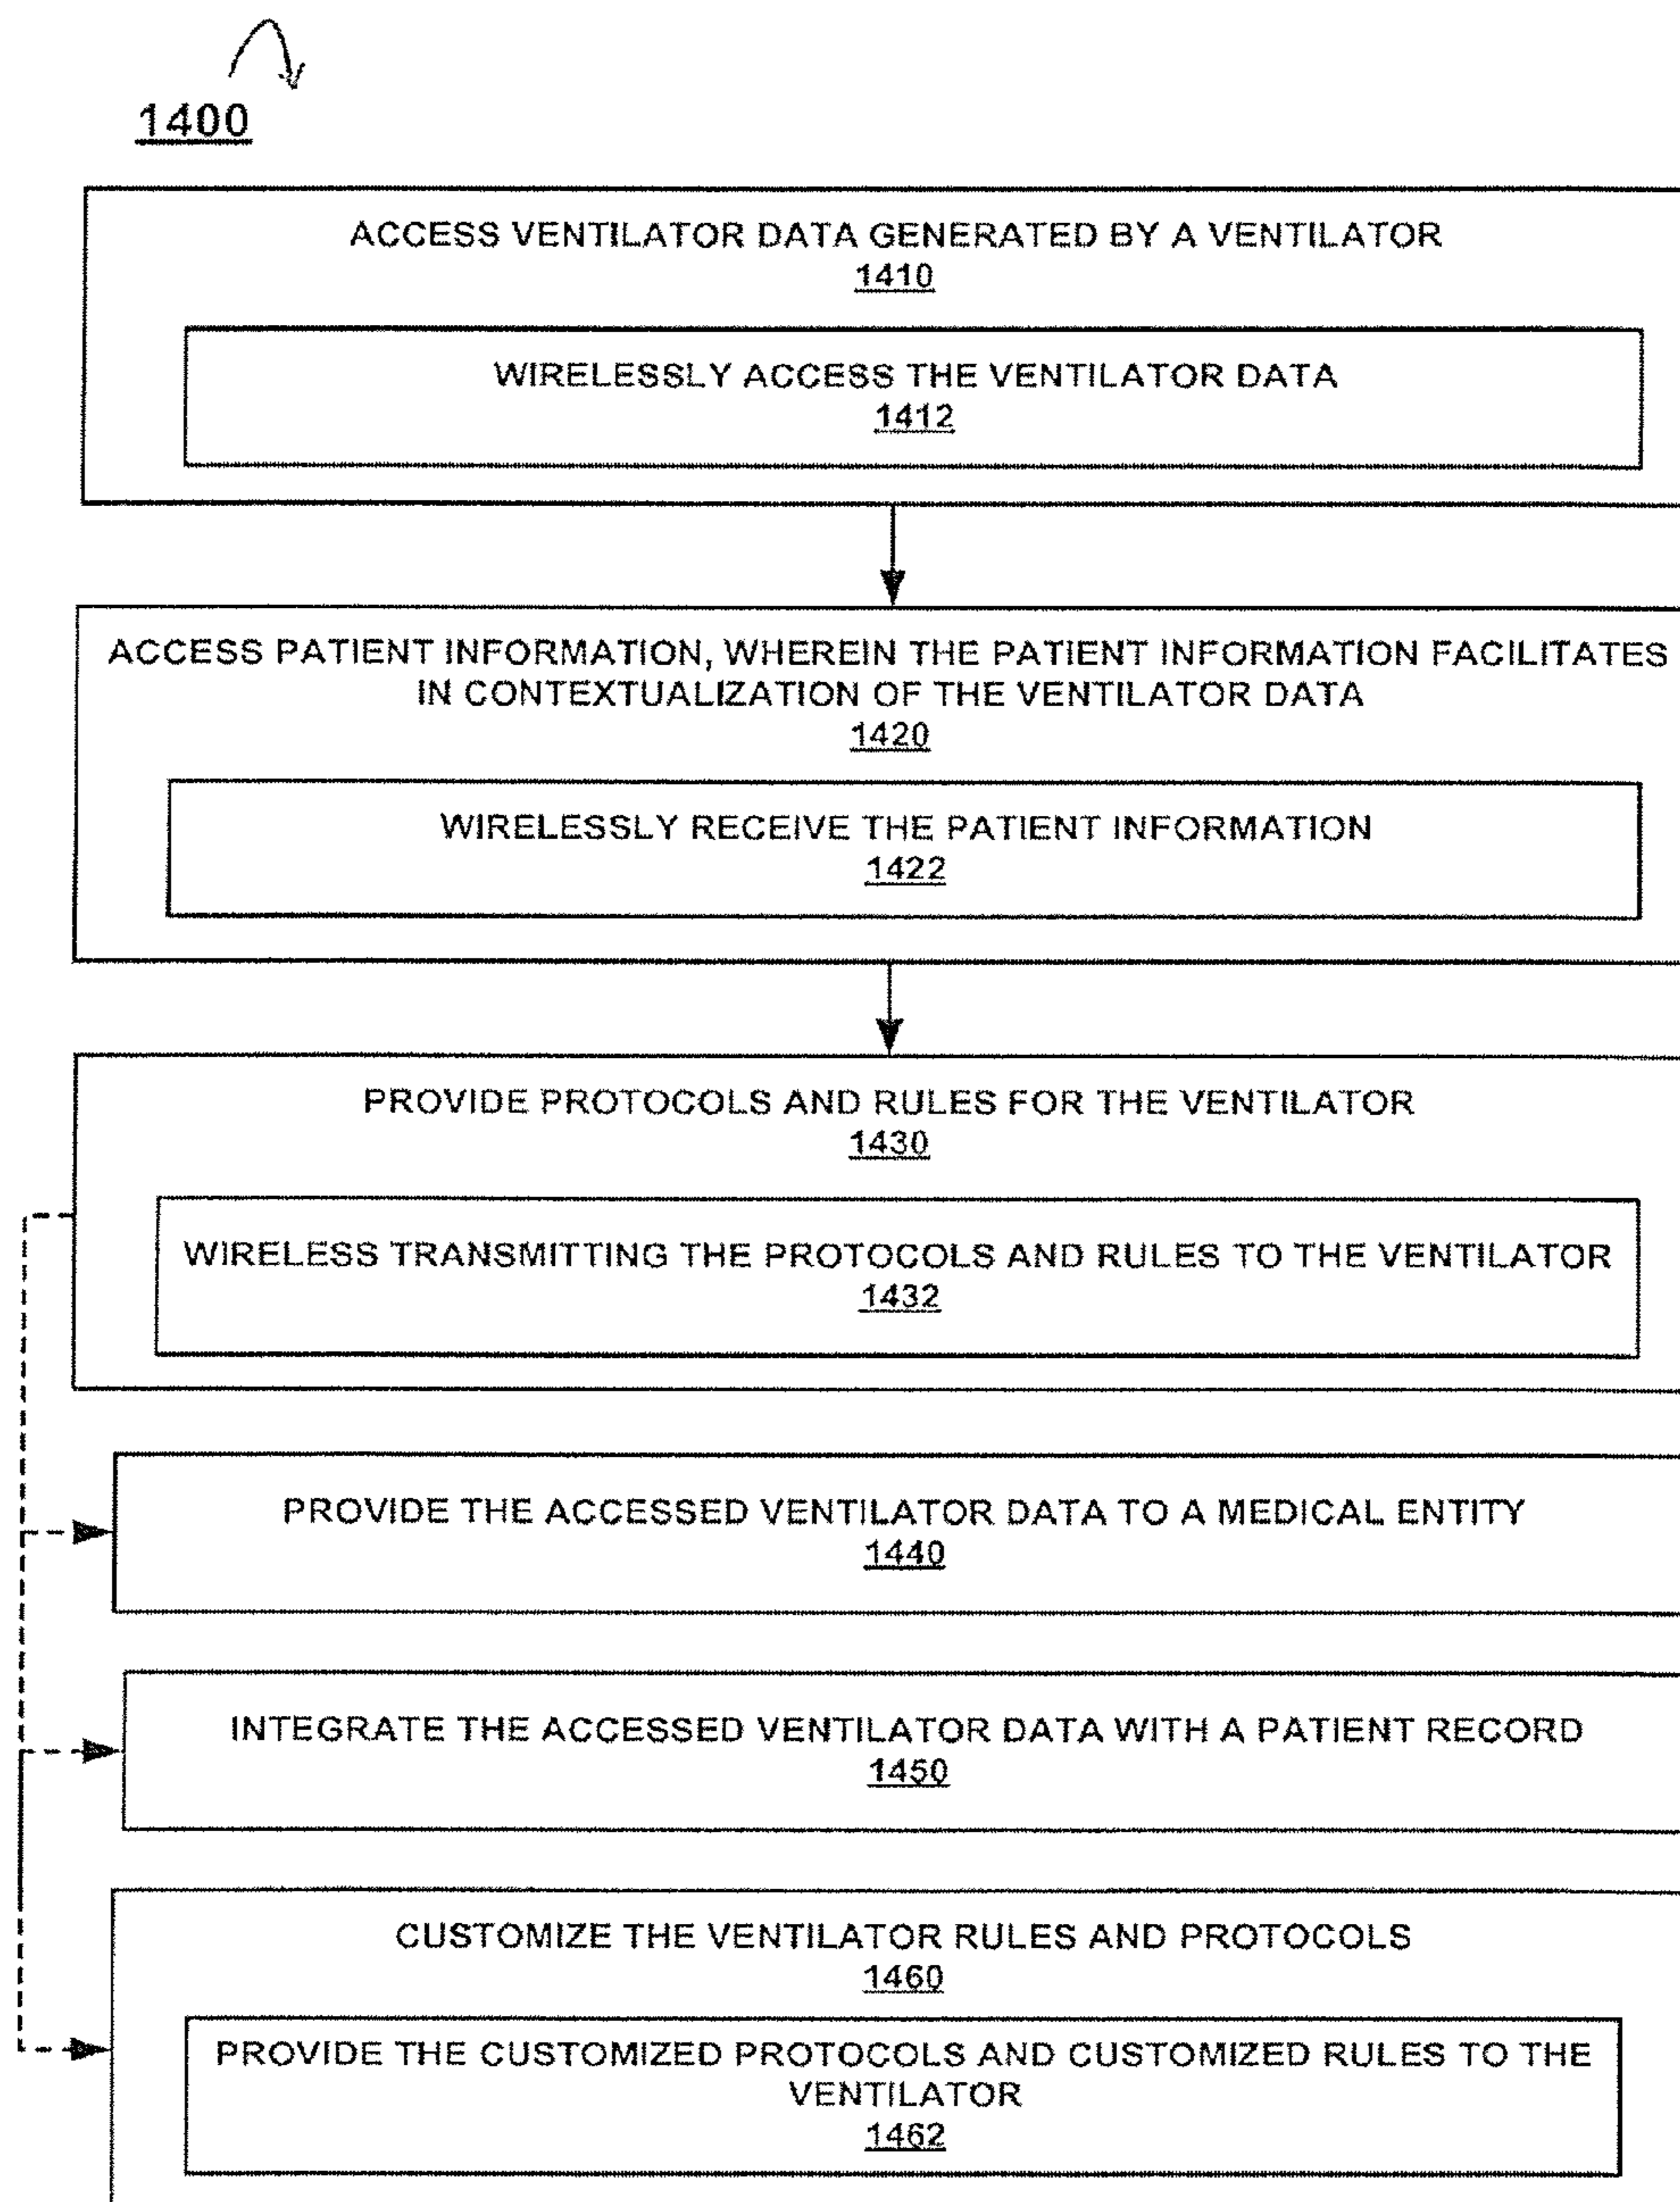 1400
ACCESS VENTILATOR DATA GENERATED BY A VENTILATOR
1410
WIRELESSLY ACCESS THE VENTILATOR DATA
1412
ACCESS PATIENT INFORMATION, WHEREIN THE PATIENT INFORMATION FACILITATES
IN CONTEXTUALIZATION OF THE VENTILATOR DATA
1420
WIRELESSLY RECEIVE THE PATIENT INFORMATION
1422
PROVIDE PROTOCOLS AND RULES FOR THE VENTILATOR
1430
WIRELESS TRANSMITTING THE PROTOCOLS AND RULES TO THE VENTILATOR
1432
PROVIDE THE ACCESSED VENTILATOR DATA TO A MEDICAL ENTITY
1440
INTEGRATE THE ACCESSED VENTILATOR DATA WITH A PATIENT RECORD
1450
CUSTOMIZE THE VENTILATOR RULES AND PROTOCOLS
1460
PROVIDE THE CUSTOMIZED PROTOCOLS AND CUSTOMIZED RULES TO THE
VENTILATOR
1462